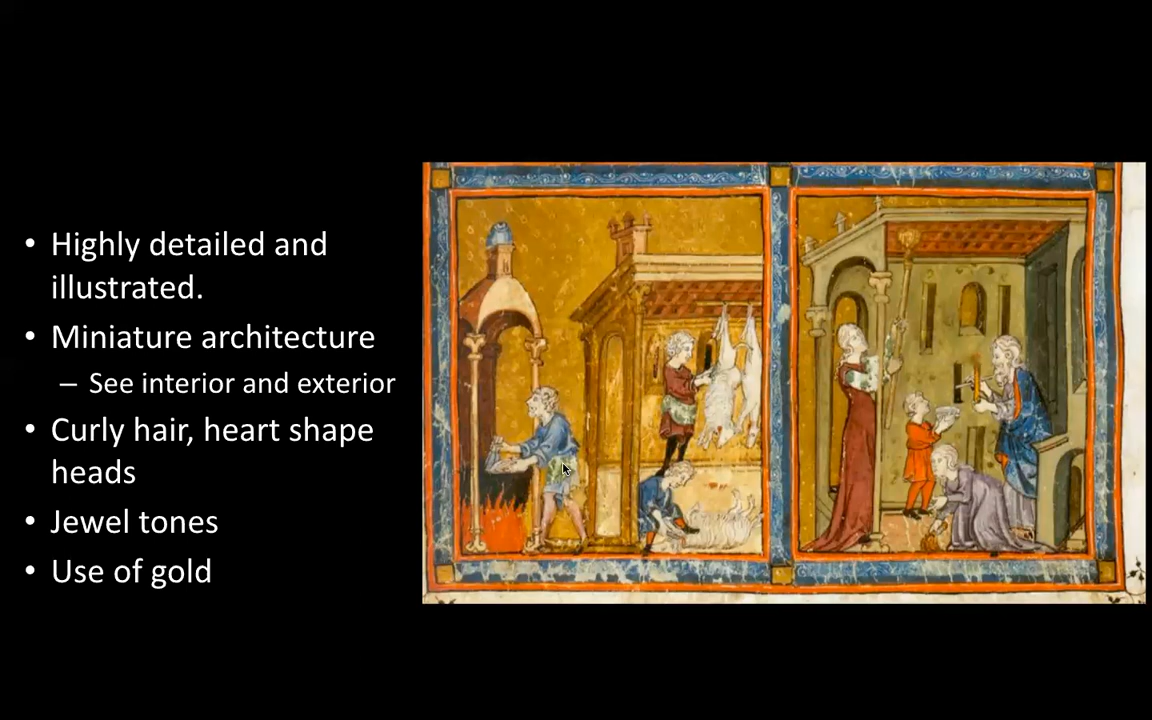 • Highly detailed and
illustrated.
• Miniature architecture
– See interior and exterior
• Curly hair, heart shape
heads
• Jewel tones
• Use of gold